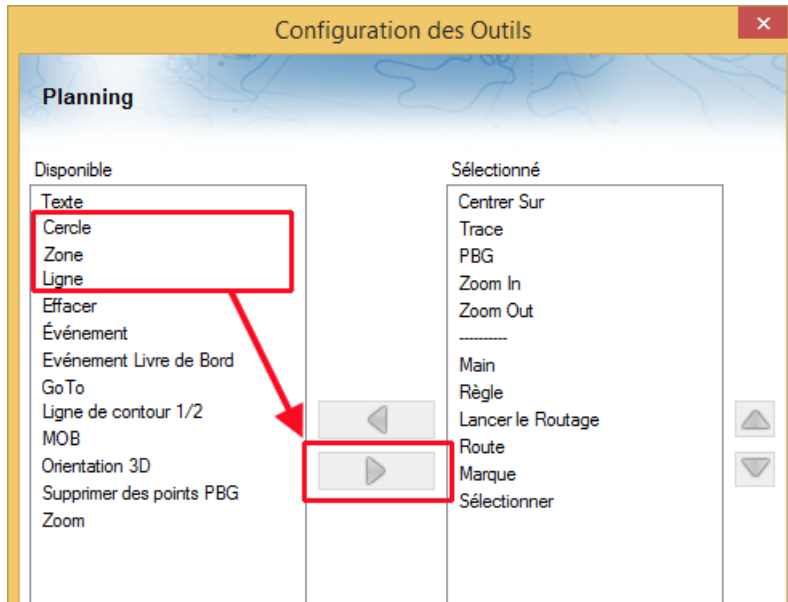 Configuration des Outils
Planning
Disponible
Texte
Cercle
Zone
Ligne
Effacer
Événement
Evénement Livre de Bord
GoTo
Ligne de contour 1/2
MOB
Orientation 3D
Supprimer des points PBG
Zoom
Sélectionné
Centrer Sur
Trace
PBG
Zoom In
Zoom Out
----------
Main
Règle
Lancer le Routage
Route
Marque
Sélectionner